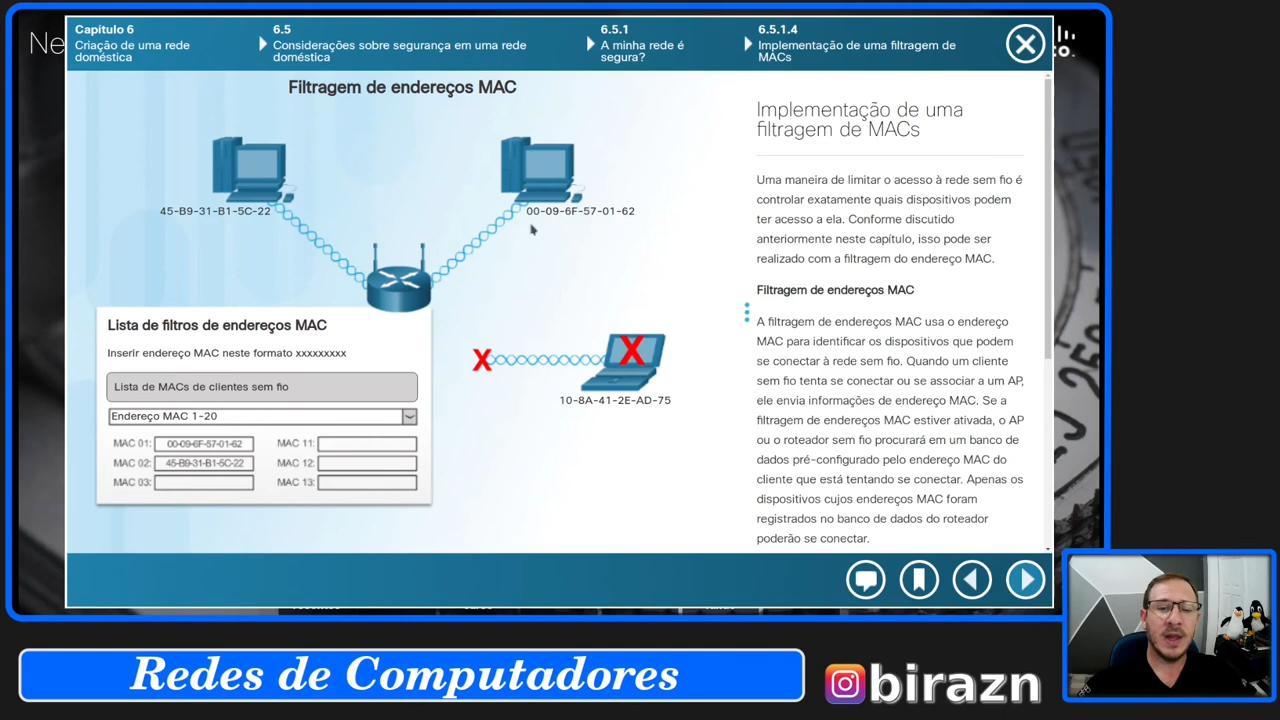 Capítulo 6
Criação de uma rede
doméstica
6.5
Considerações sobre segurança em uma rede
doméstica
6.5.1
A minha rede é
segura?
6.5.1.4
Implementação de uma filtragem de
MACs
Ne
o.
Filtragem de endereços MAC
45-B9-31-B1-5C-22
00-09-6F-57-01-62
Lista de filtros de endereços MAC
Inserir endereço MAC neste formato xxxxxxxxx
Lista de MACs de clientes sem fio
Endereço MAC 1-20
MAC 01: 00-09-6F-57-01-62 MAC 11:
MAC 02: 45-B9-31-B1-5C-22 MAC 12:
MAC 03: MAC 13:
X X
10-8A-41-2E-AD-75
Implementação de uma
filtragem de MACs
Uma maneira de limitar o acesso à rede sem fio é
controlar exatamente quais dispositivos podem
ter acesso a ela. Conforme discutido
anteriormente neste capítulo, isso pode ser
realizado com a filtragem do endereço MAC.
Filtragem de endereços MAC
A filtragem de endereços MAC usa o endereço
MAC para identificar os dispositivos que podem
se conectar à rede sem fio. Quando um cliente
sem fio tenta se conectar ou se associar a um AP,
ele envia informações de endereço MAC. Se a
filtragem de endereços MAC estiver ativada, o AP
ou o roteador sem fio procurará em um banco de
dados pré-configurado pelo endereço MAC do
cliente que está tentando se conectar. Apenas os
dispositivos cujos endereços MAC foram
registrados no banco de dados do roteador
poderão se conectar.
Redes de Computadores
birazn